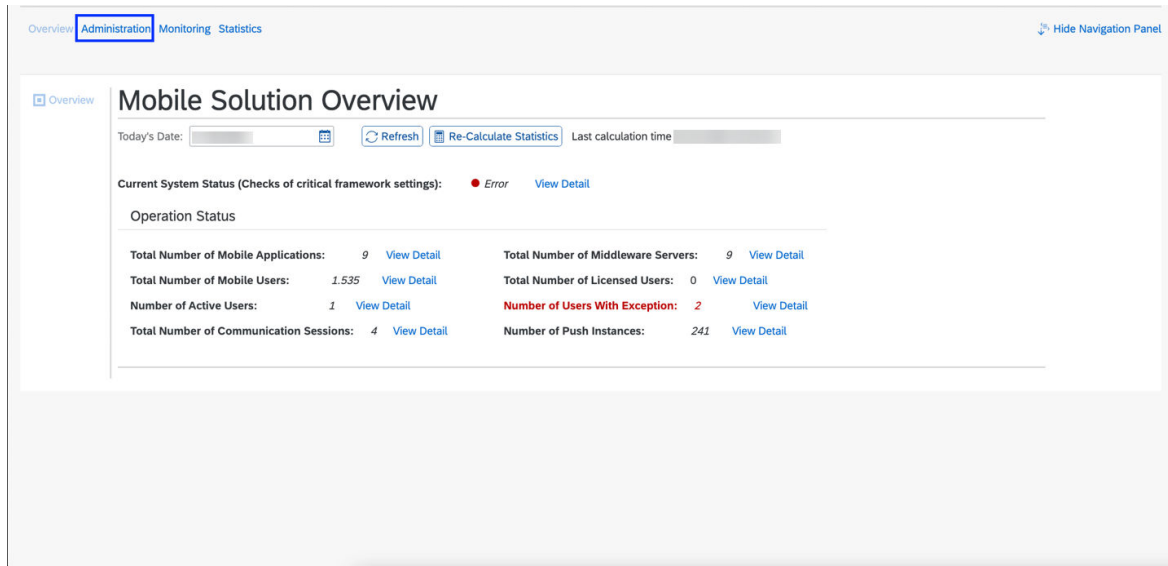 Overview Administration Monitoring Statistics Hide Navigation Panel
Overview
Mobile Solution Overview
Today's Date: Refresh Re-Calculate Statistics Last calculation time
Current System Status (Checks of critical framework settings): Error View Detail
Operation Status
Total Number of Mobile Applications: 9 View Detail Total Number of Middleware Servers: 9 View Detail
Total Number of Mobile Users: 1.535 View Detail Total Number of Licensed Users: 0 View Detail
Number of Active Users: 1 View Detail Number of Users With Exception: 2 View Detail
Total Number of Communication Sessions: 4 View Detail Number of Push Instances: 241 View Detail